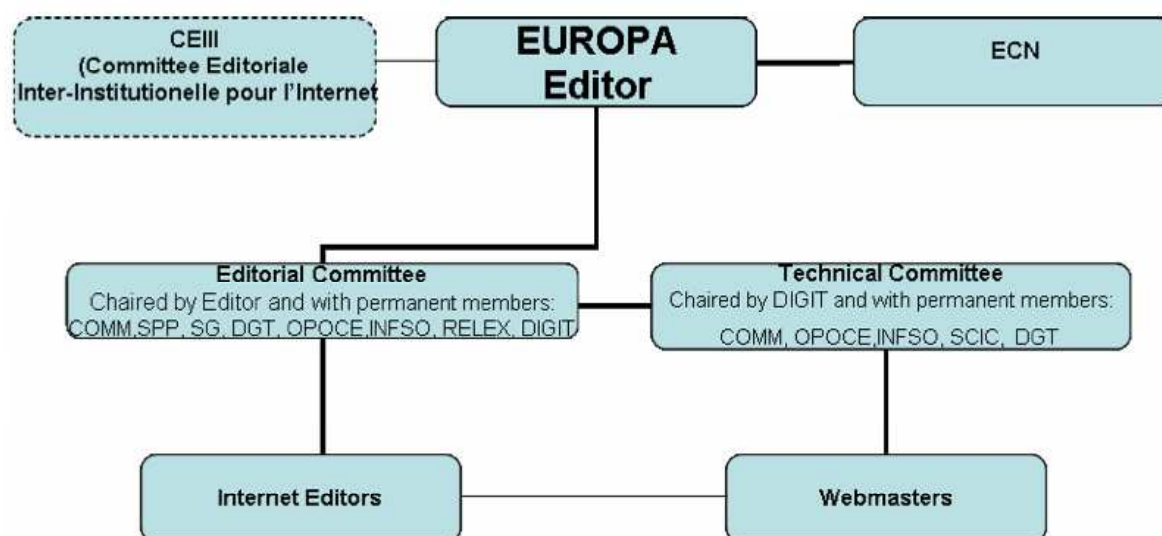 CEIII
(Committee Editoriale
Inter-Institutionelle pour l'Internet
EUROPA
Editor
ECN
Editorial Committee
Chaired by Editor and with permanent members:
COMM,SPP, SG, DGT, OPOCE,INFSO, RELEX, DIGIT
Technical Committee
Chaired by DIGIT and with permanent members:
COMM, OPOCE,INFSO, SCIC, DGT
Internet Editors
Webmasters